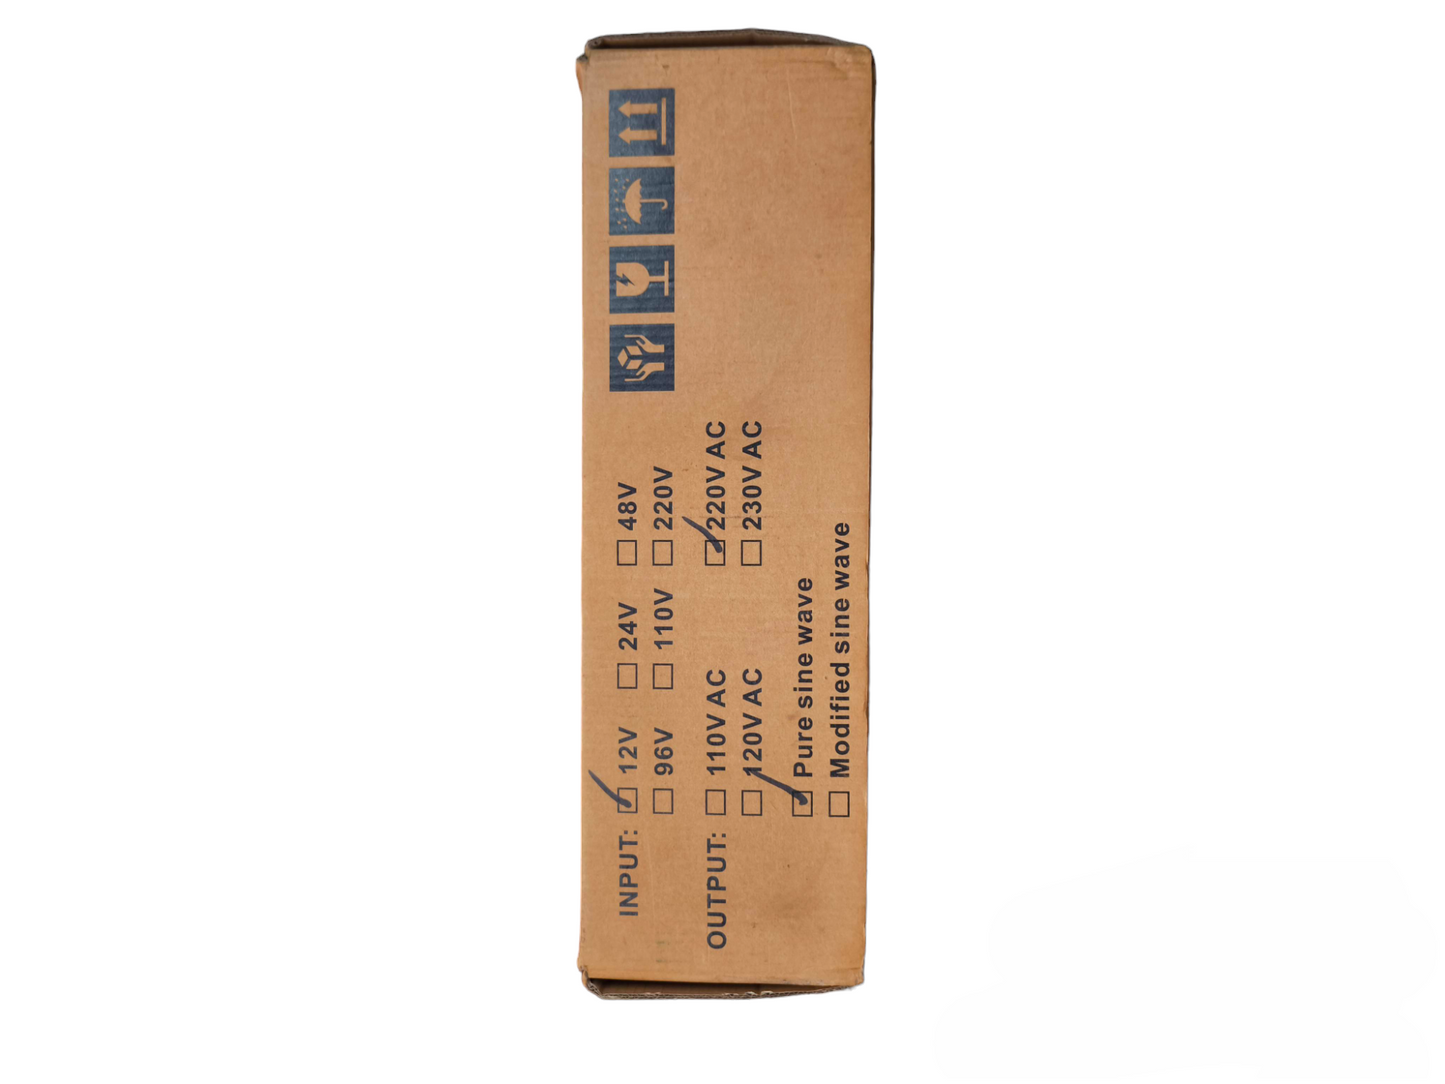 INPUT: ☑ 12V ☐ 24V ☐ 48V
☐ 96V ☐ 110V ☐ 220V
OUTPUT: ☐ 110V AC ☑ 220V AC
☐ 120V AC ☐ 230V AC
☑ Pure sine wave
☐ Modified sine wave